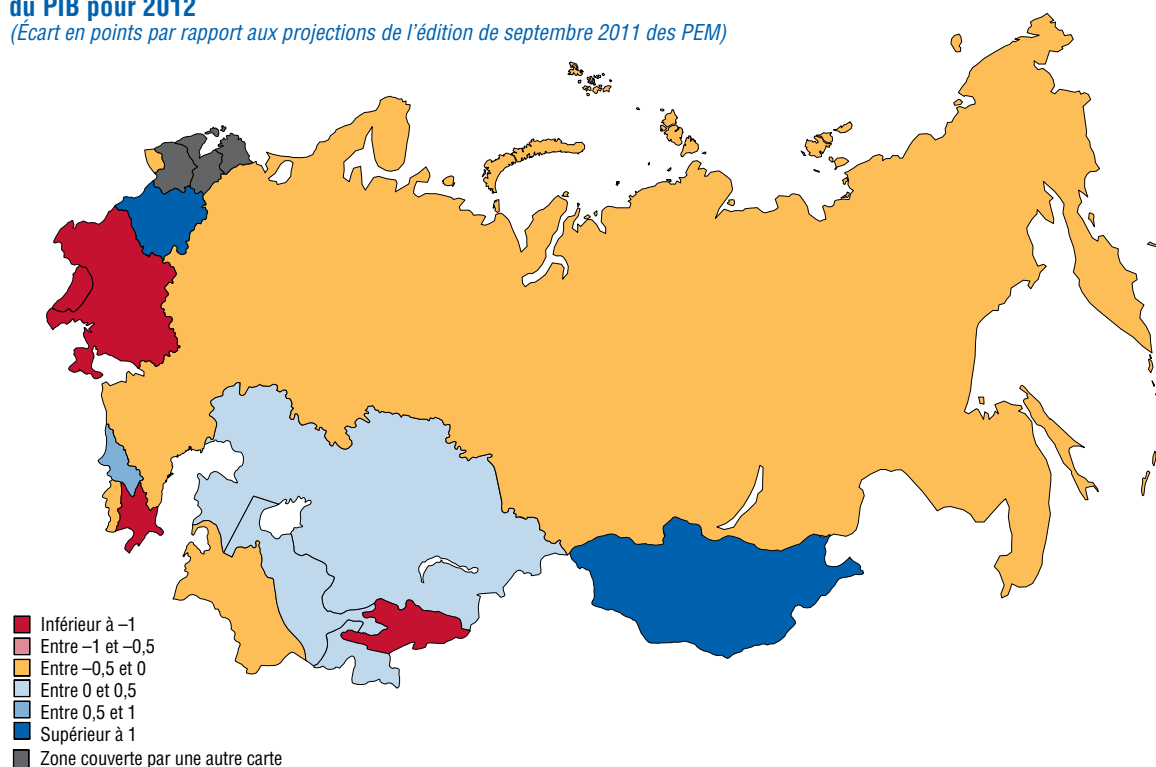 du PIB pour 2012
(Écart en points par rapport aux projections de l’édition de septembre 2011 des PEM)
Inférieur à –1
Entre –1 et –0,5
Entre –0,5 et 0
Entre 0 et 0,5
Entre 0,5 et 1
Supérieur à 1
Zone couverte par une autre carte